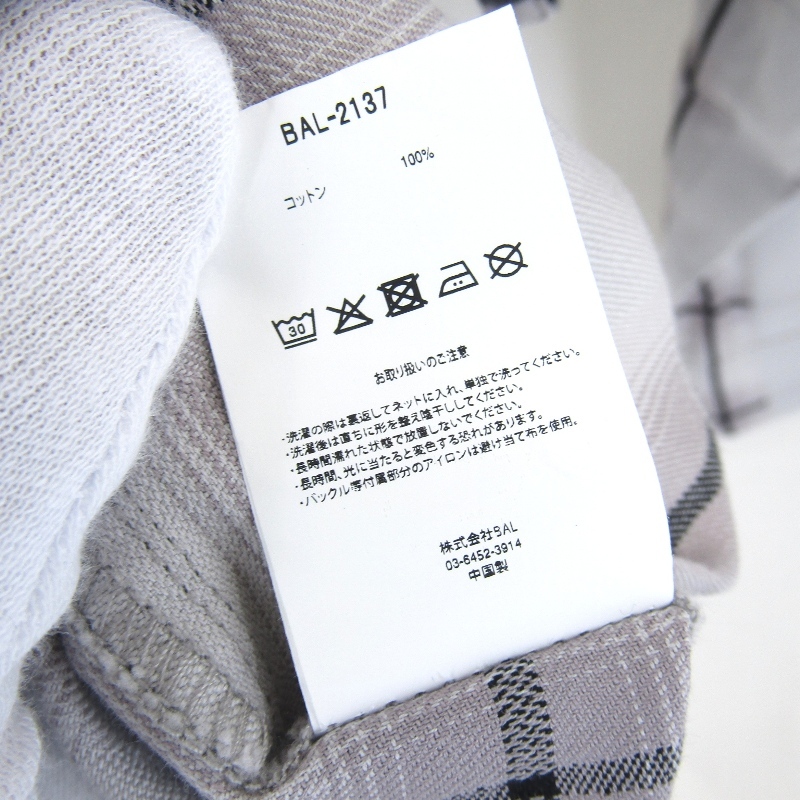 BAL-2137
コットン 100%
30
お取り扱いのご注意
・洗濯の際は裏返してネットに入れ、単独で洗ってください。
・洗濯後は直ちに形を整え陰干ししてください。
・長時間濡れた状態で放置しないでください。
・長時間、光に当たると変色する恐れがあります。
・バックル等付属部分のアイロンは避け当て布を使用。
株式会社BAL
03-6452-3914
中国製